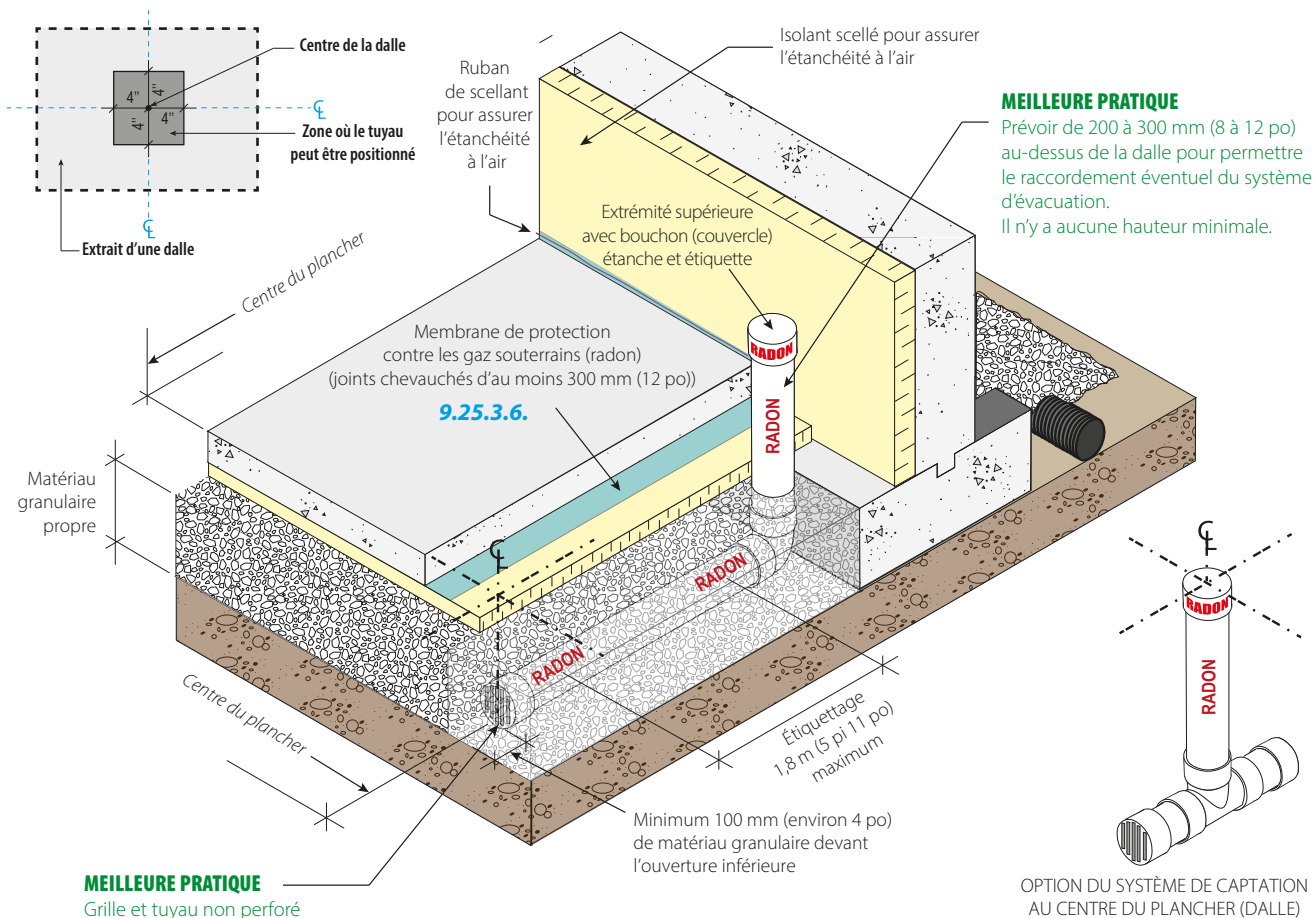 Centre de la dalle
4"
4"
4"
4"
℄
Zone où le tuyau
peut être positionné
℄
Extrait d'une dalle
Ruban
de scellant
pour assurer
l'étanchéité
à l'air
Isolant scellé pour assurer
l'étanchéité à l'air
MEILLEURE PRATIQUE
Prévoir de 200 à 300 mm (8 à 12 po)
au-dessus de la dalle pour permettre
le raccordement éventuel du système
d'évacuation.
Il n'y a aucune hauteur minimale.
Extrémité supérieure
avec bouchon (couvercle)
étanche et étiquette
Centre du plancher
Membrane de protection
contre les gaz souterrains (radon)
(joints chevauchés d'au moins 300 mm (12 po))
9.25.3.6.
RADON
RADON
Matériau
granulaire
propre
℄
RADON
RADON
Centre du plancher
Étiquettage
1,8 m (5 pi 11 po)
maximum
Minimum 100 mm (environ 4 po)
de matériau granulaire devant
l'ouverture inférieure
MEILLEURE PRATIQUE
Grille et tuyau non perforé
℄
RADON
RADON
OPTION DU SYSTÈME DE CAPTATION
AU CENTRE DU PLANCHER (DALLE)